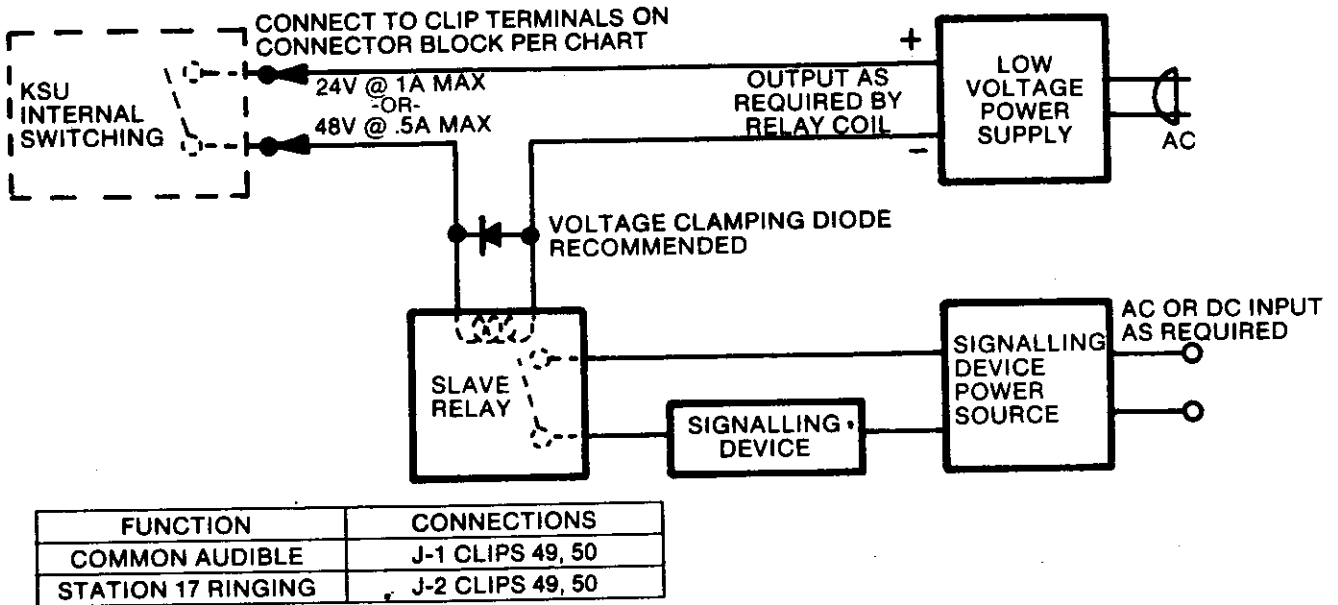 CONNECT TO CLIP TERMINALS ON
CONNECTOR BLOCK PER CHART
KSU
INTERNAL
SWITCHING
24V @ 1A MAX
-OR-
48V @ .5A MAX
+
OUTPUT AS
REQUIRED BY
RELAY COIL
-
LOW
VOLTAGE
POWER
SUPPLY
AC
VOLTAGE CLAMPING DIODE
RECOMMENDED
SLAVE
RELAY
SIGNALLING
DEVICE
SIGNALLING
DEVICE
POWER
SOURCE
AC OR DC INPUT
AS REQUIRED
FUNCTION CONNECTIONS
COMMON AUDIBLE J-1 CLIPS 49, 50
STATION 17 RINGING J-2 CLIPS 49, 50